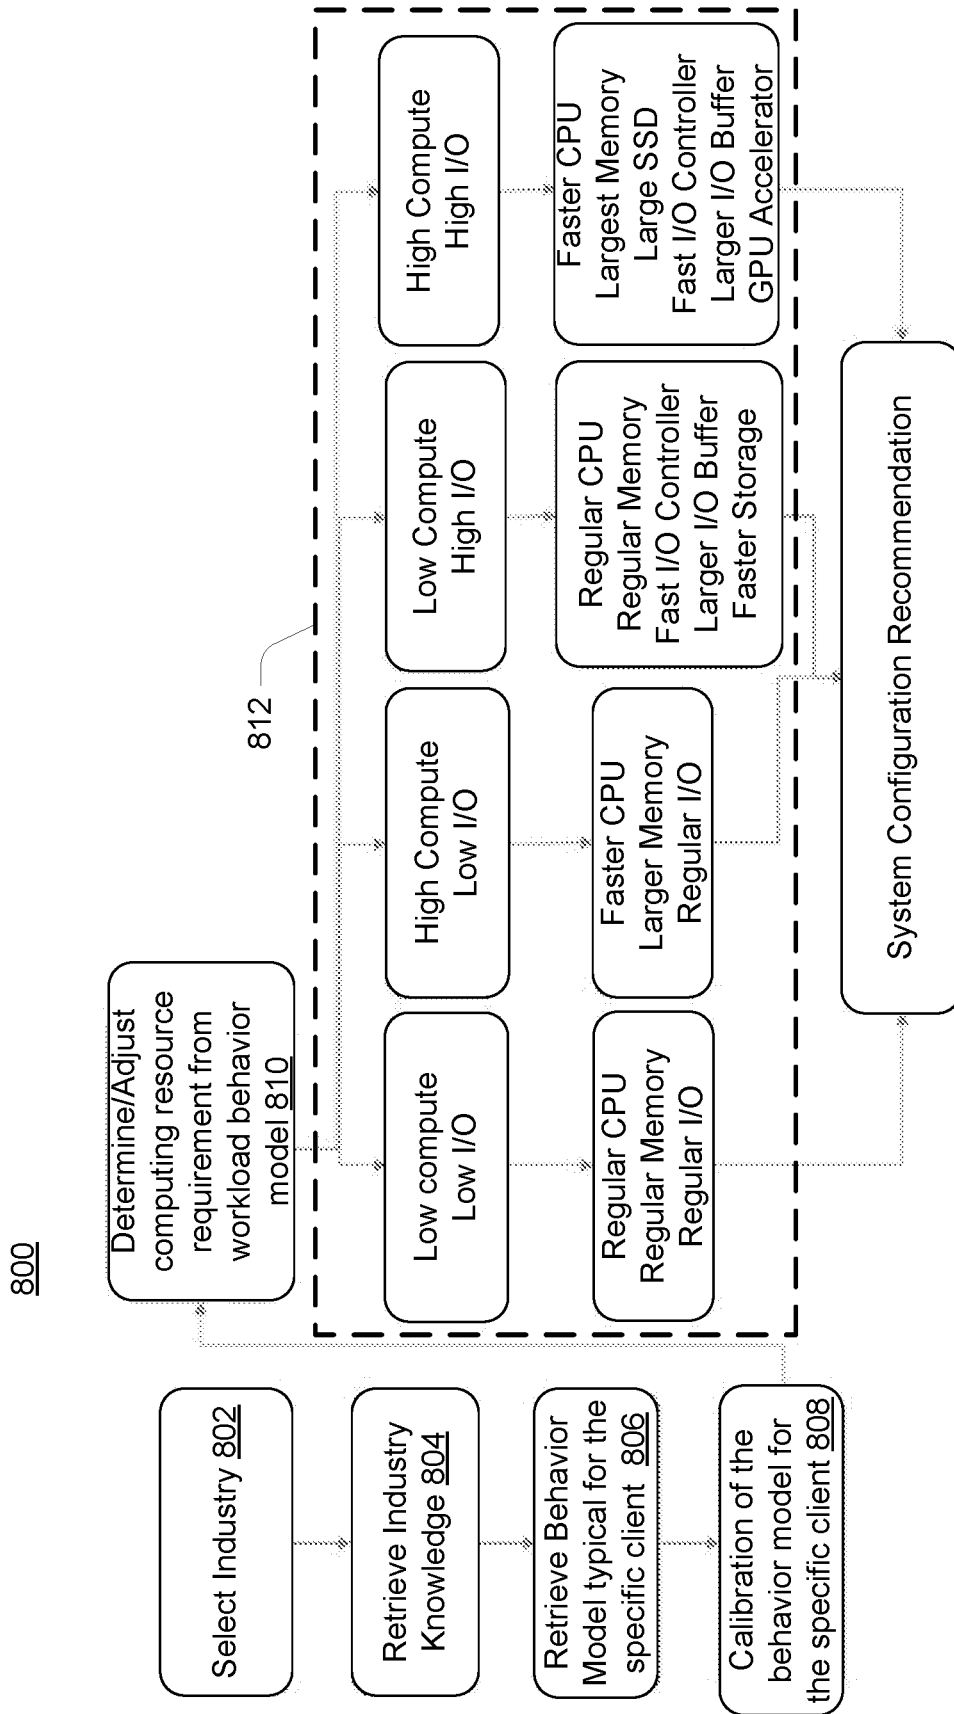 800
Select Industry 802
Retrieve Industry
Knowledge 804
Retrieve Behavior
Model typical for the
specific client 806
Calibration of the
behavior model for
the specific client 808
Determine/Adjust
computing resource
requirement from
workload behavior
model 810
812
Low compute
Low I/O
High Compute
Low I/O
Low Compute
High I/O
High Compute
High I/O
Regular CPU
Regular Memory
Regular I/O
Faster CPU
Larger Memory
Regular I/O
Regular CPU
Regular Memory
Fast I/O Controller
Larger I/O Buffer
Faster Storage
Faster CPU
Largest Memory
Large SSD
Fast I/O Controller
Larger I/O Buffer
GPU Accelerator
System Configuration Recommendation